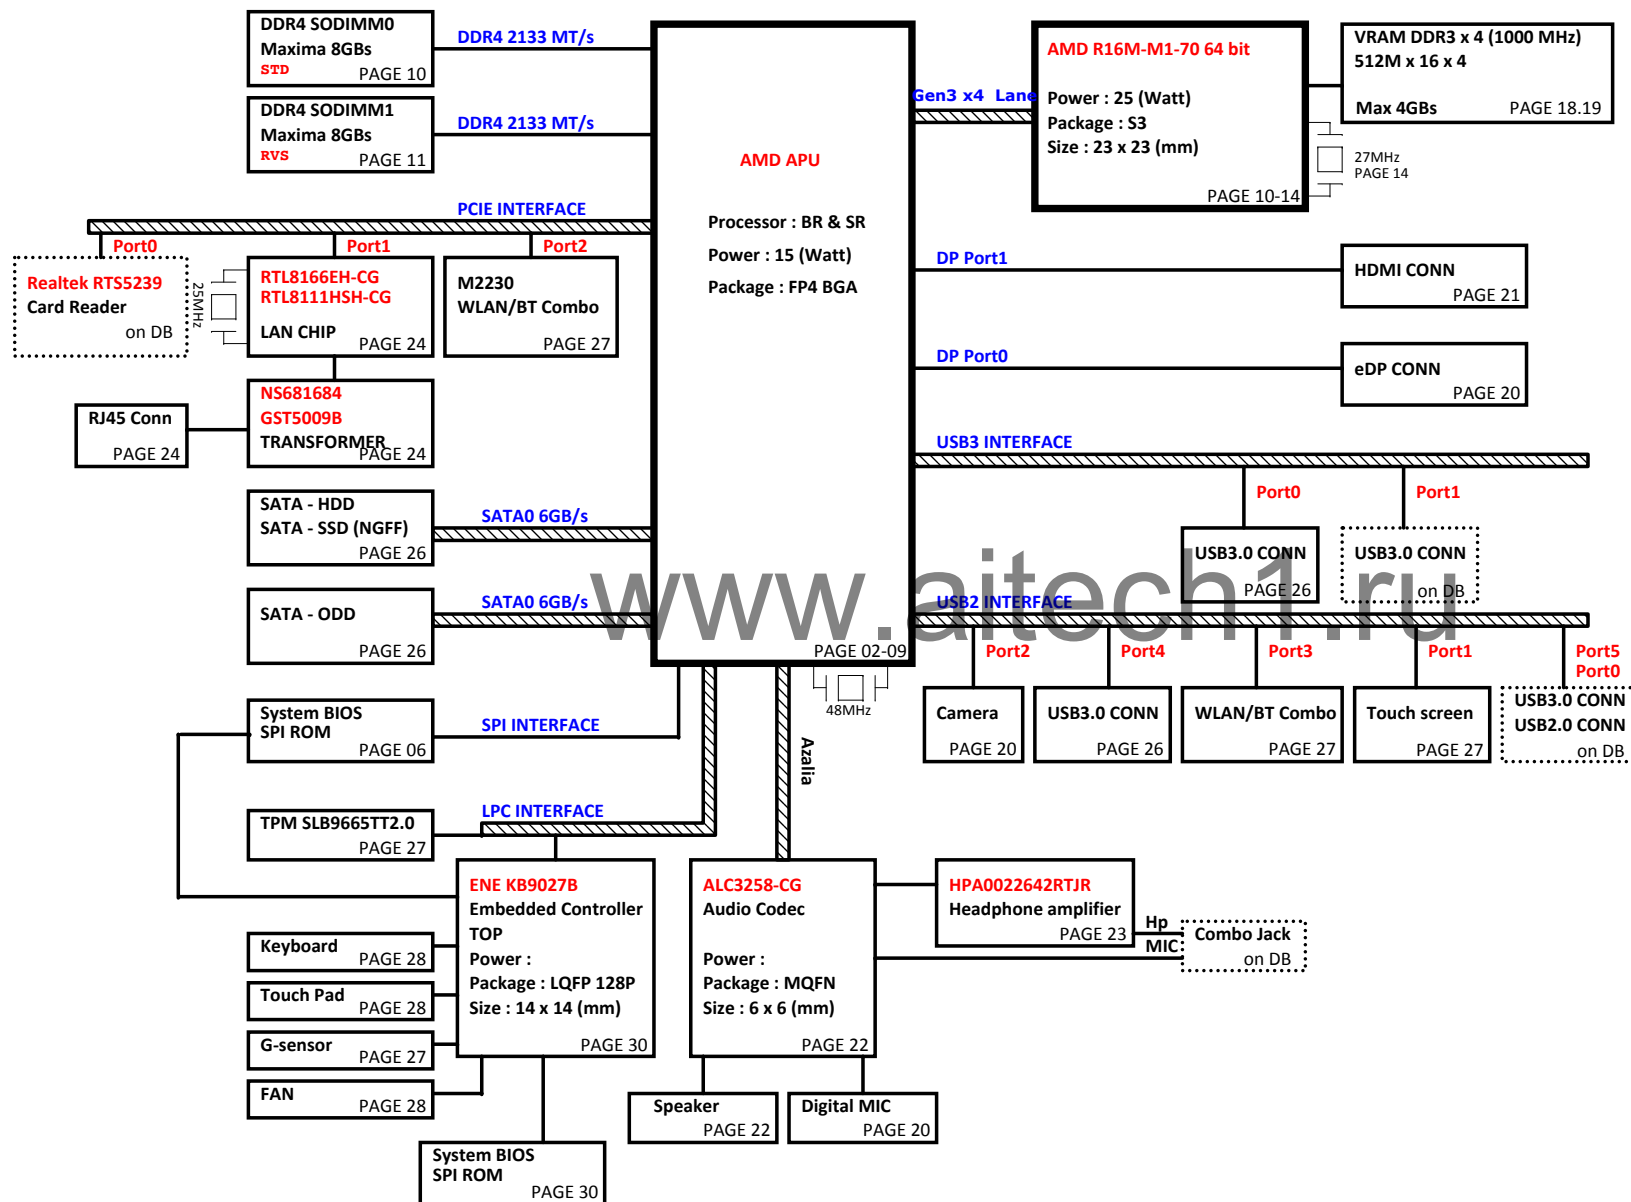 DDR4 SODIMM0
Maxima 8GBs
STD
PAGE 10
DDR4 2133 MT/s
DDR4 SODIMM1
Maxima 8GBs
RVS
PAGE 11
DDR4 2133 MT/s
AMD APU
Processor : BR & SR
Power : 15 (Watt)
Package : FP4 BGA
PAGE 02-09
48MHz
Gen3 x4 Lane
AMD R16M-M1-70 64 bit
Power : 25 (Watt)
Package : S3
Size : 23 x 23 (mm)
PAGE 10-14
VRAM DDR3 x 4 (1000 MHz)
512M x 16 x 4
Max 4GBs
PAGE 18.19
27MHz
PAGE 14
PCIE INTERFACE
Port0
Port1
Port2
Realtek RTS5239
Card Reader
on DB
25MHz
RTL8166EH-CG
RTL8111HSH-CG
LAN CHIP
PAGE 24
M2230
WLAN/BT Combo
PAGE 27
NS681684
GST5009B
TRANSFORMER
PAGE 24
RJ45 Conn
PAGE 24
DP Port1
HDMI CONN
PAGE 21
DP Port0
eDP CONN
PAGE 20
USB3 INTERFACE
Port0
Port1
USB3.0 CONN
PAGE 26
USB3.0 CONN
on DB
SATA - HDD
SATA - SSD (NGFF)
PAGE 26
SATA0 6GB/s
SATA - ODD
PAGE 26
SATA0 6GB/s
www.aitech1.ru
USB2 INTERFACE
Port2
Port4
Port3
Port1
Port5
Port0
Camera
PAGE 20
USB3.0 CONN
PAGE 26
WLAN/BT Combo
PAGE 27
Touch screen
PAGE 27
USB3.0 CONN
USB2.0 CONN
on DB
System BIOS
SPI ROM
PAGE 06
SPI INTERFACE
Azalia
TPM SLB9665TT2.0
PAGE 27
LPC INTERFACE
ENE KB9027B
Embedded Controller
TOP
Power :
Package : LQFP 128P
Size : 14 x 14 (mm)
PAGE 30
ALC3258-CG
Audio Codec
Power :
Package : MQFN
Size : 6 x 6 (mm)
PAGE 22
HPA0022642RTJR
Headphone amplifier
PAGE 23
Hp
MIC
Combo Jack
on DB
Keyboard
PAGE 28
Touch Pad
PAGE 28
G-sensor
PAGE 27
FAN
PAGE 28
Speaker
PAGE 22
Digital MIC
PAGE 20
System BIOS
SPI ROM
PAGE 30